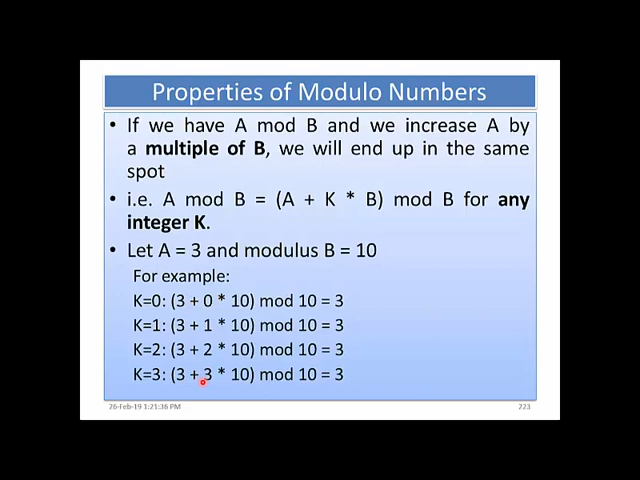 Properties of Modulo Numbers
• If we have A mod B and we increase A by
a multiple of B, we will end up in the same
spot
• i.e. A mod B = (A + K * B) mod B for any
integer K.
• Let A = 3 and modulus B = 10
For example:
K=0: (3 + 0 * 10) mod 10 = 3
K=1: (3 + 1 * 10) mod 10 = 3
K=2: (3 + 2 * 10) mod 10 = 3
K=3: (3 + 3 * 10) mod 10 = 3
26-Feb-19 1:21:36 PM
223